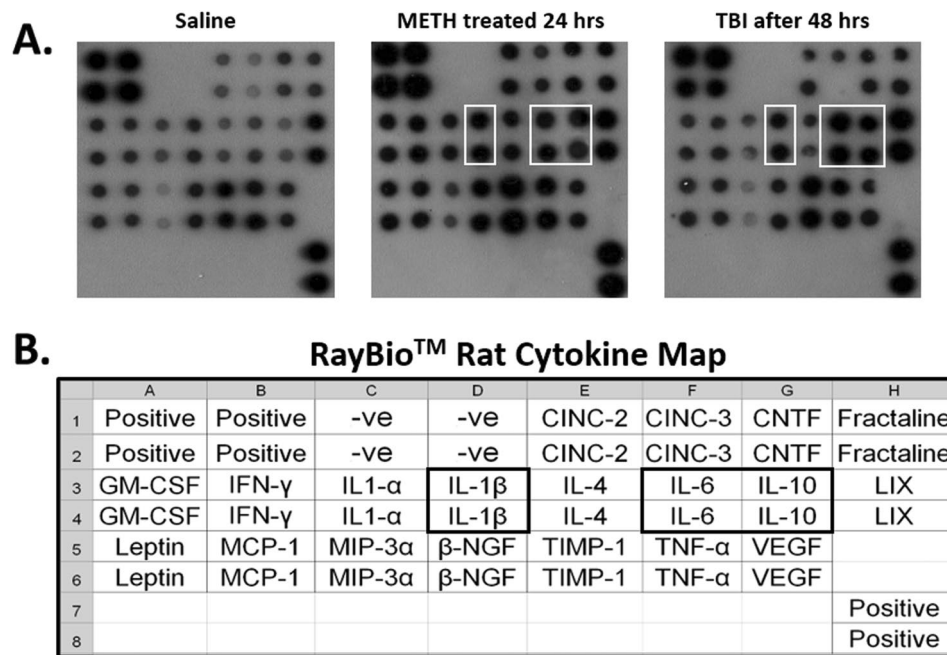 A.
Saline
METH treated 24 hrs
TBI after 48 hrs
B.
RayBio™ Rat Cytokine Map
A B C D E F G H
1 Positive Positive -ve -ve CINC-2 CINC-3 CNTF Fractaline
2 Positive Positive -ve -ve CINC-2 CINC-3 CNTF Fractaline
3 GM-CSF IFN-γ IL1-α IL-1β IL-4 IL-6 IL-10 LIX
4 GM-CSF IFN-γ IL1-α IL-1β IL-4 IL-6 IL-10 LIX
5 Leptin MCP-1 MIP-3α β-NGF TIMP-1 TNF-α VEGF
6 Leptin MCP-1 MIP-3α β-NGF TIMP-1 TNF-α VEGF
7 Positive
8 Positive